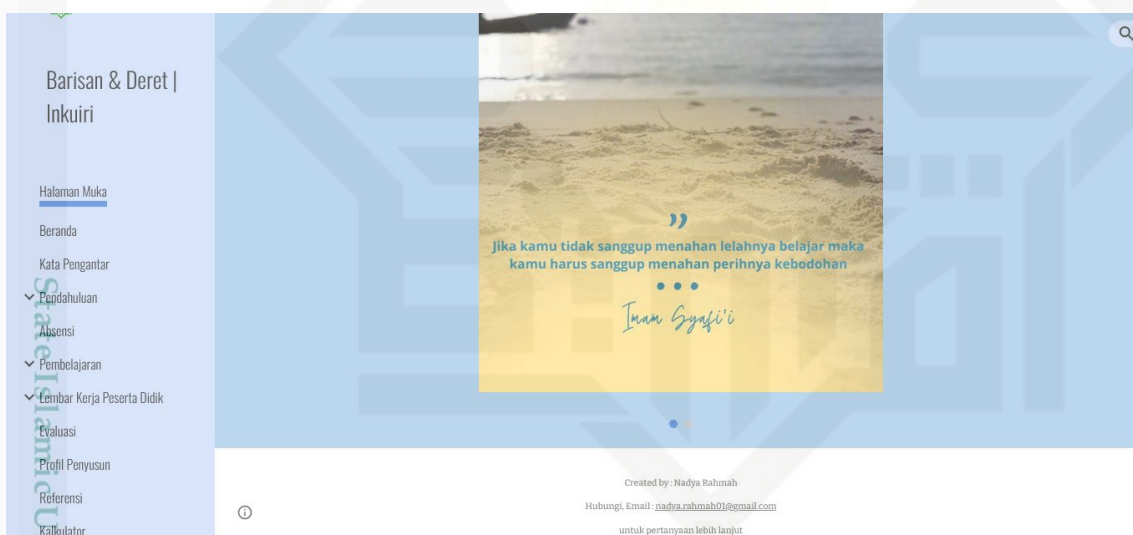 Barisan & Deret |
Inkuiri
Halaman Muka
Beranda
Kata Pengantar
Pendahuluan
Absensi
Pembelajaran
Lembar Kerja Peserta Didik
Evaluasi
Profil Penyusun
Referensi
Kalkulator
State Islamic U
”
Jika kamu tidak sanggup menahan lelahnya belajar maka
kamu harus sanggup menahan perihnya kebodohan
Imam Syafi'i
Created by : Nadya Rahmah
Hubungi, Email : nadya.rahmah01@gmail.com
untuk pertanyaan lebih lanjut